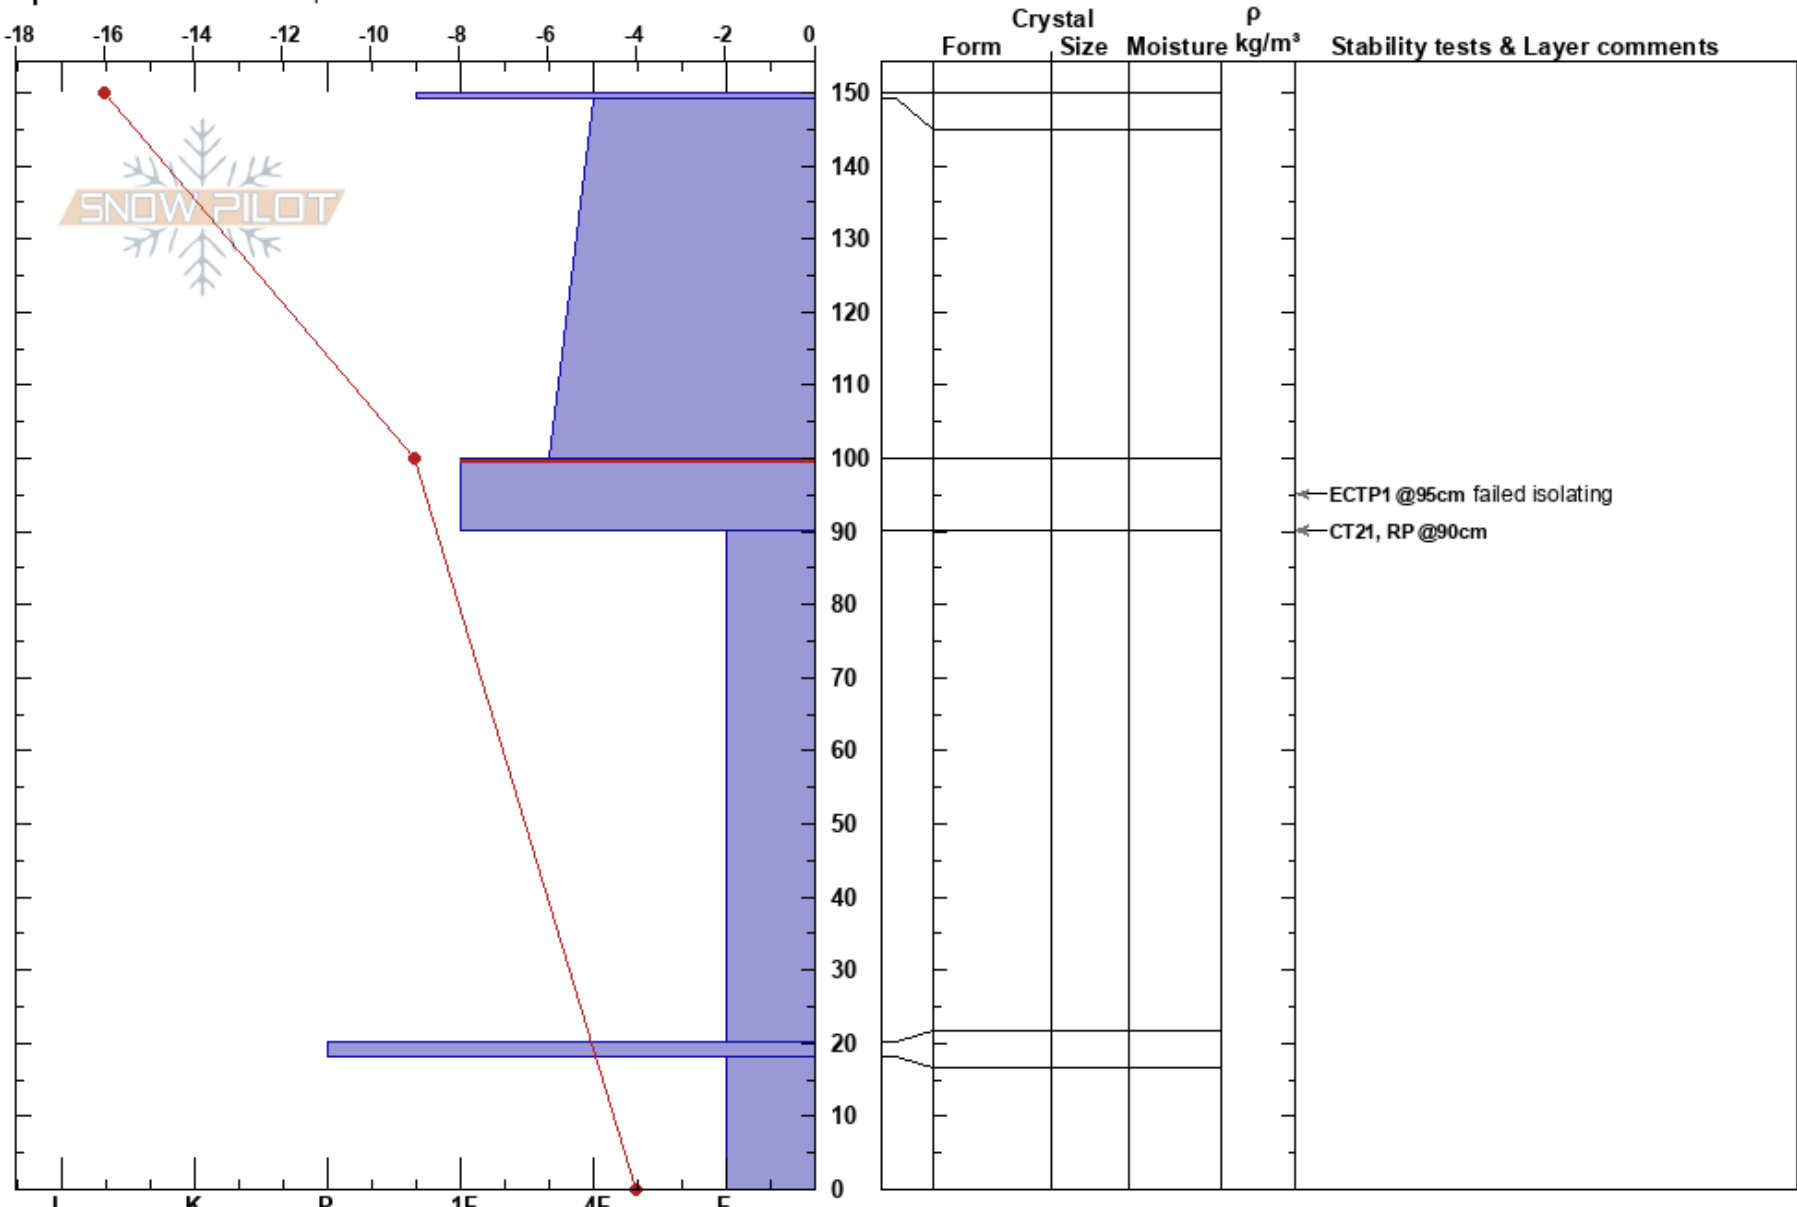 Crystal ρ
-18 -16 -14 -12 -10 -8 -6 -4 -2 0
Form Size Moisture kg/m³ Stability tests & Layer comments
150
SNOW PILOT
140
130
120
110
100
ECTP1 @95cm failed isolating
90
CT21, RP @90cm
80
70
60
50
40
30
20
10
0
I K P 1F 4F F